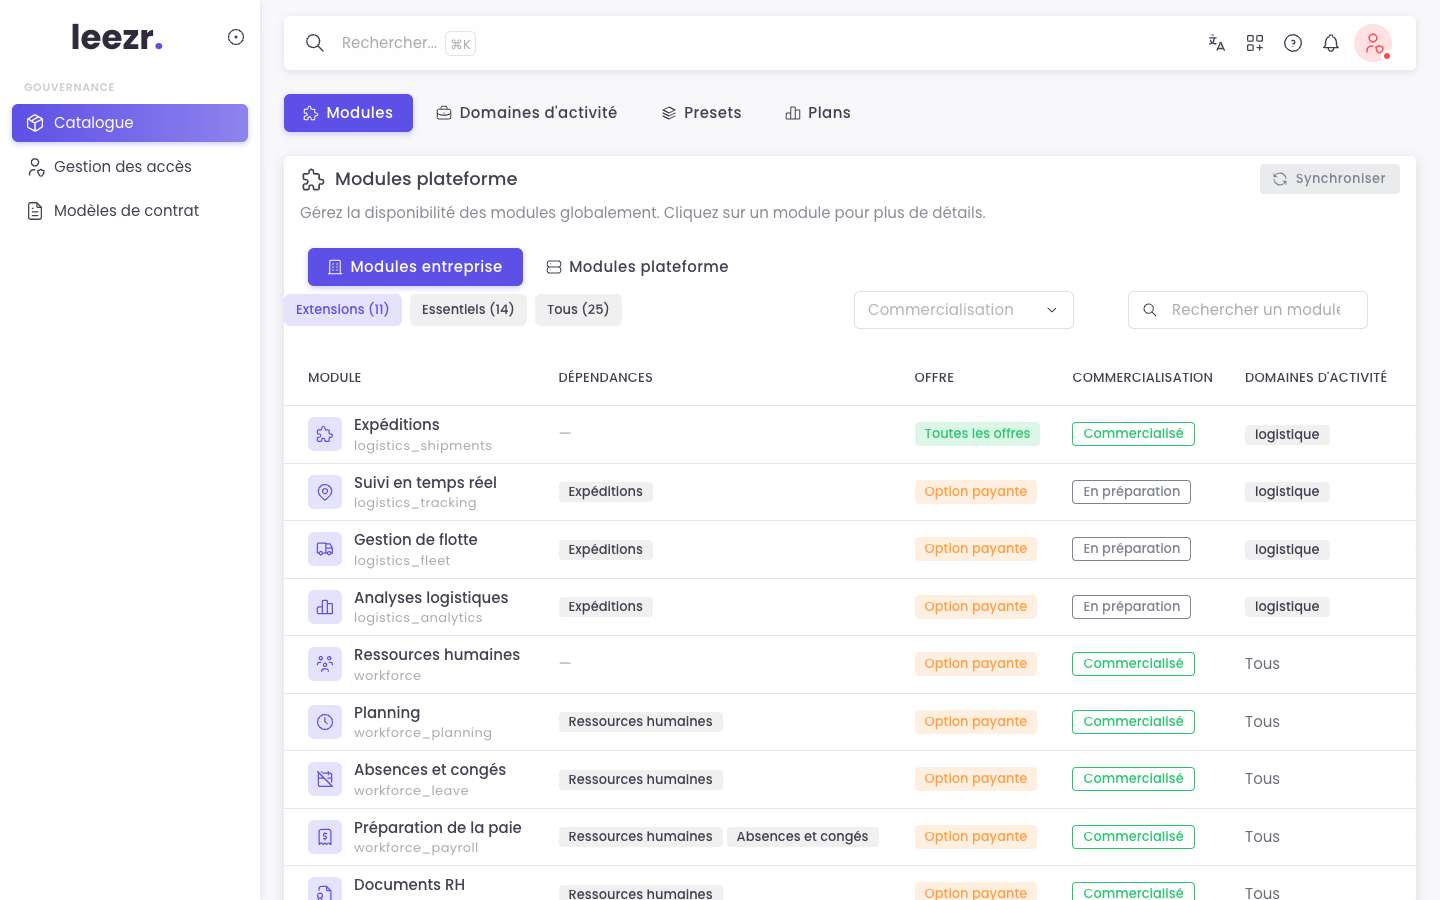 leezr.
Rechercher... ⌘K
GOUVERNANCE
Catalogue
Gestion des accès
Modèles de contrat
Modules
Domaines d'activité
Presets
Plans
Modules plateforme
Synchroniser
Gérez la disponibilité des modules globalement. Cliquez sur un module pour plus de détails.
Modules entreprise
Modules plateforme
Extensions (11)
Essentiels (14)
Tous (25)
Commercialisation
Rechercher un module
MODULE DÉPENDANCES OFFRE COMMERCIALISATION DOMAINES D'ACTIVITÉ
Expéditions
logistics_shipments
— Toutes les offres Commercialisé logistique
Suivi en temps réel
logistics_tracking
Expéditions Option payante En préparation logistique
Gestion de flotte
logistics_fleet
Expéditions Option payante En préparation logistique
Analyses logistiques
logistics_analytics
Expéditions Option payante En préparation logistique
Ressources humaines
workforce
— Option payante Commercialisé Tous
Planning
workforce_planning
Ressources humaines Option payante Commercialisé Tous
Absences et congés
workforce_leave
Ressources humaines Option payante Commercialisé Tous
Préparation de la paie
workforce_payroll
Ressources humaines Absences et congés Option payante Commercialisé Tous
Documents RH
Ressources humaines Option payante Commercialisé Tous